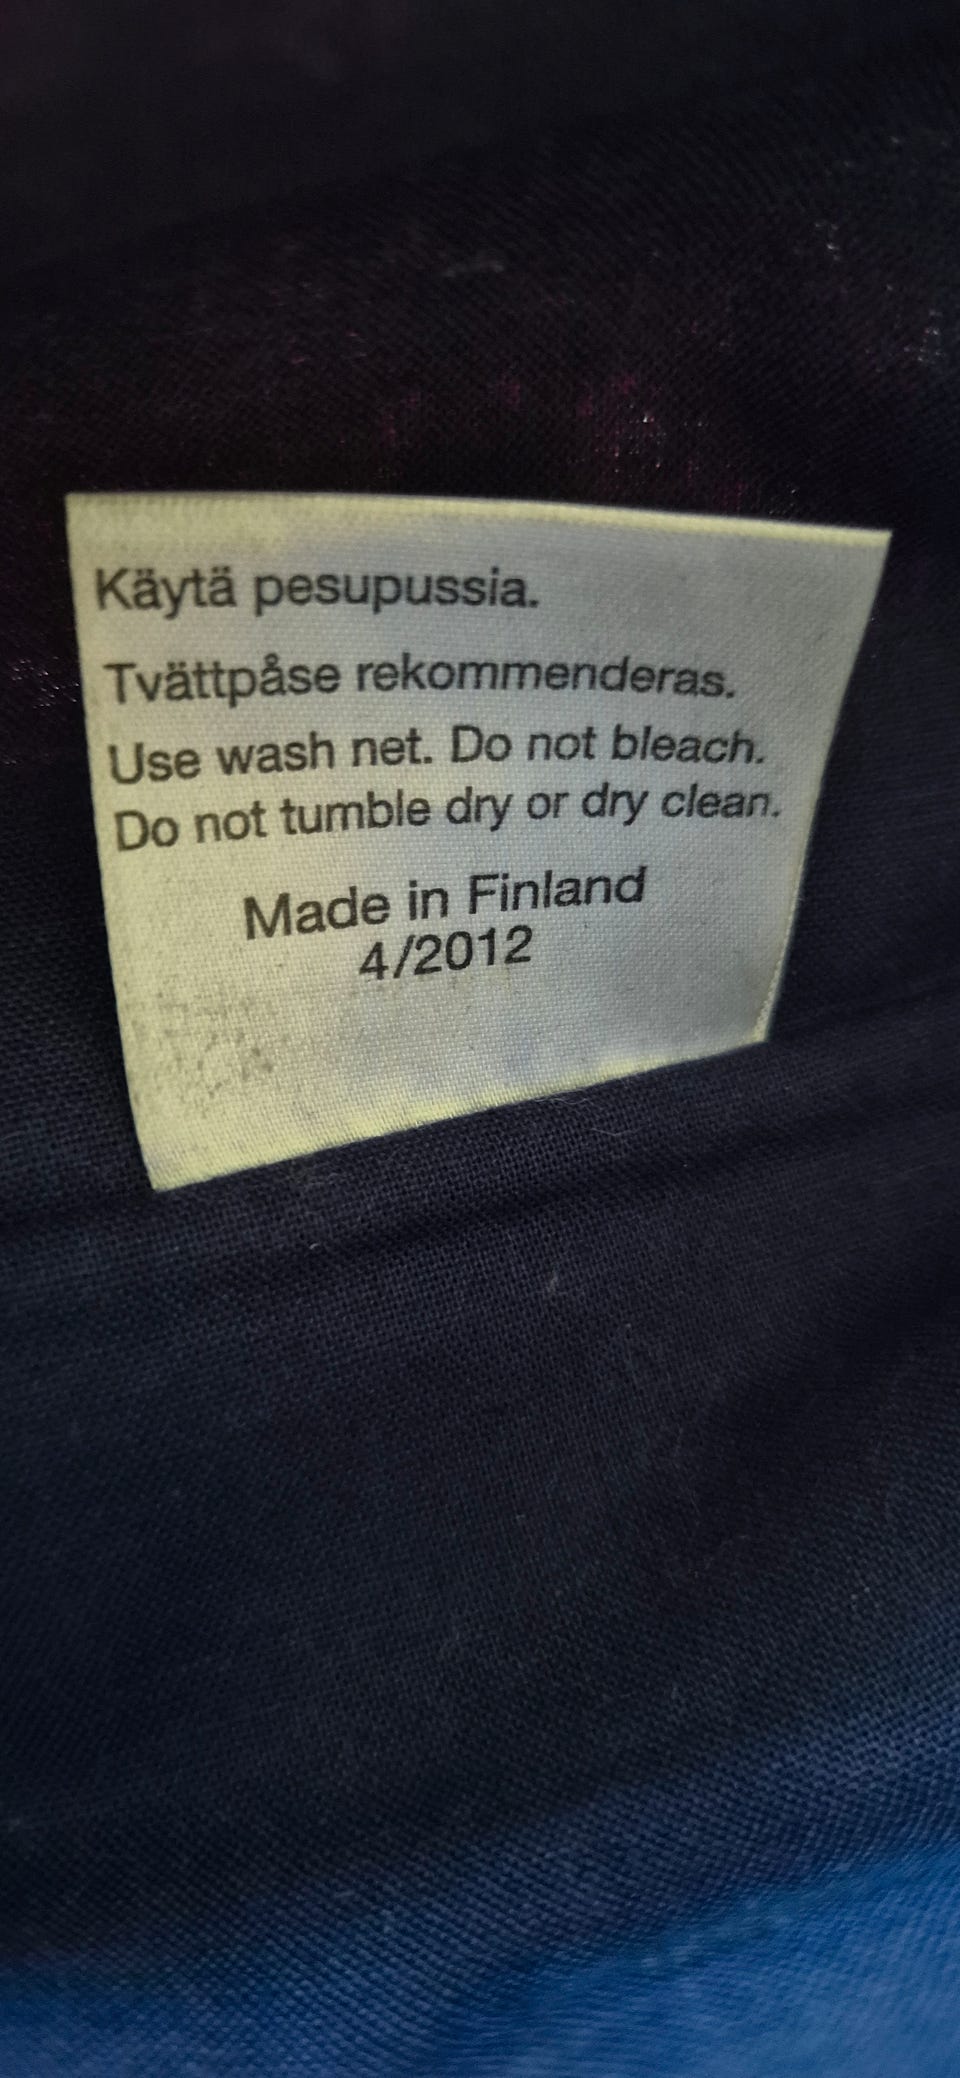 Käytä pesupussia.
Tvättpåse rekommenderas.
Use wash net. Do not bleach.
Do not tumble dry or dry clean.
Made in Finland
4/2012